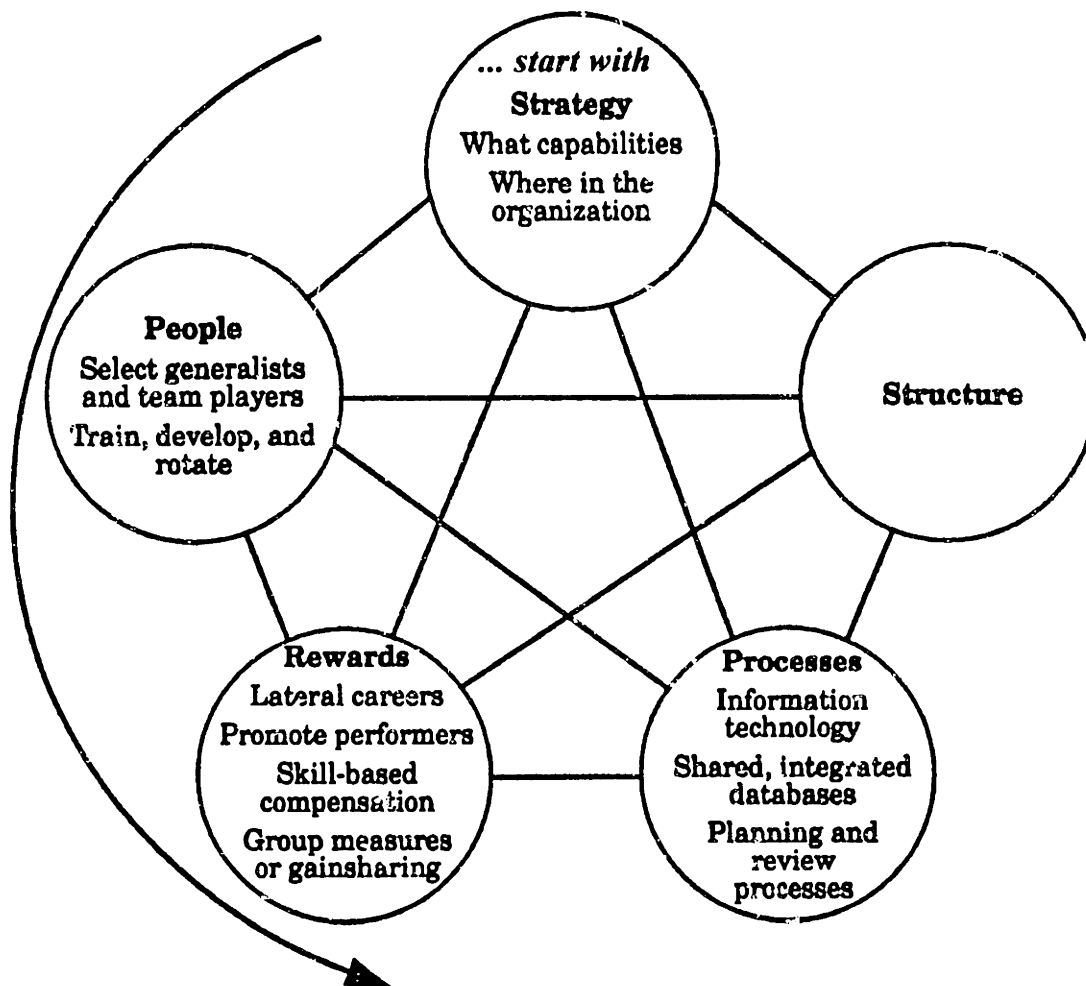 ... start with
Strategy
What capabilities
Where in the
organization
People
Select generalists
and team players
Train, develop, and
rotate
Structure
Rewards
Lateral careers
Promote performers
Skill-based
compensation
Group measures
or gainsharing
Processes
Information
technology
Shared, integrated
databases
Planning and
review
processes